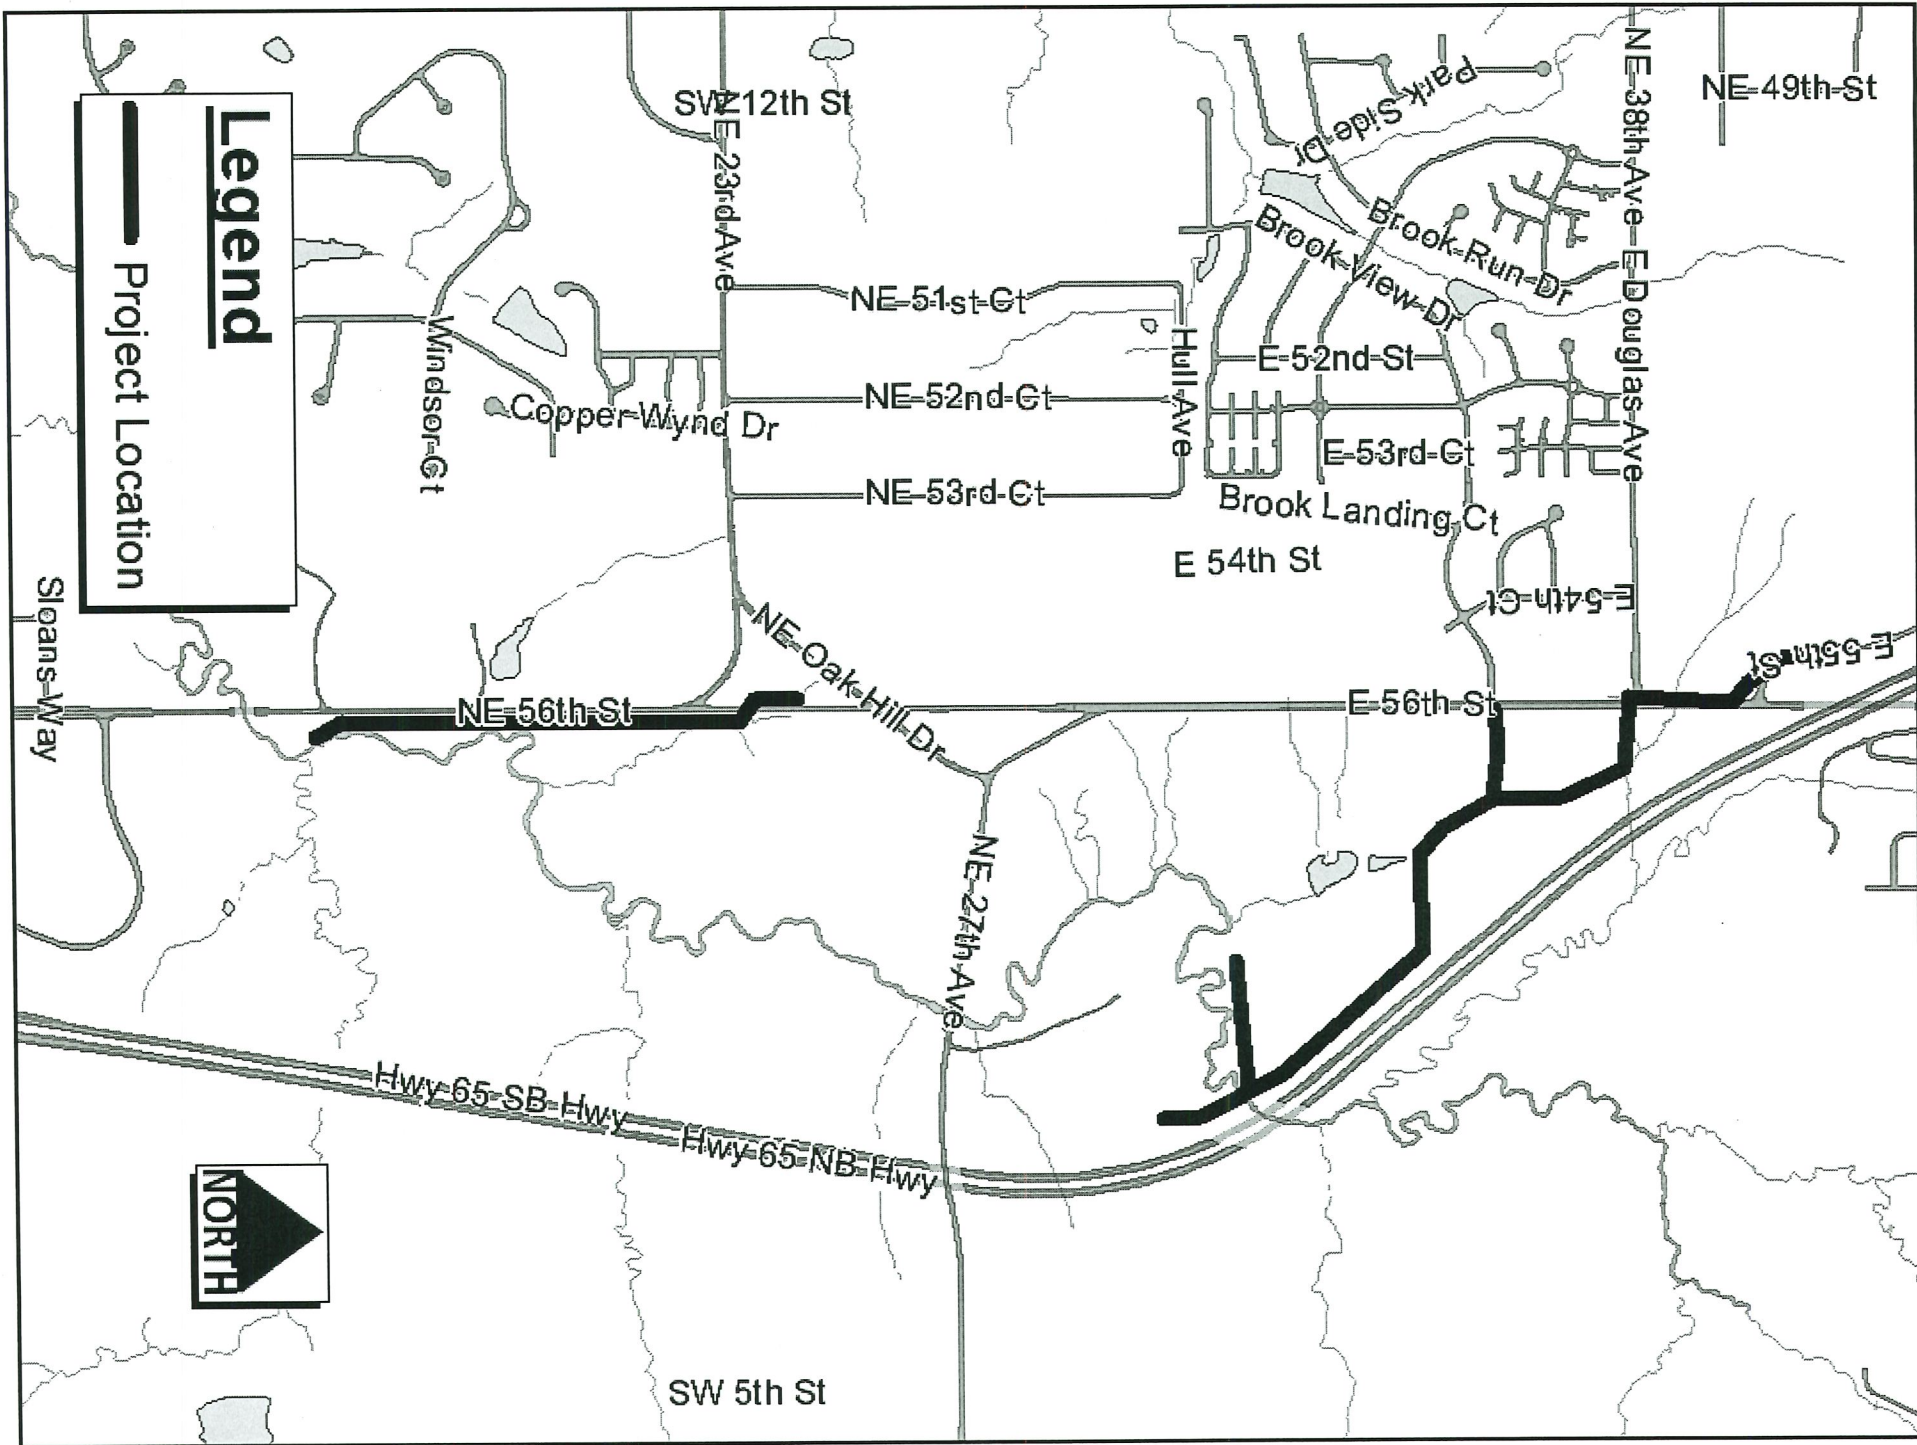 SW 12th St
NE 23rd Ave
Park Side Dr
NE 38th Ave
E Douglas Ave
NE 49th St
Brook Run Dr
Brook View Dr
NE 51st Ct
Hull Ave
E 52nd St
NE 52nd Ct
Windsor Ct
Copper Wynd Dr
E 53rd Ct
NE 53rd Ct
Brook Landing Ct
E 54th St
E 54th Ct
E 55th St
Sloans Way
NE Oak Hill Dr
NE 56th St
E 56th St
NE 27th Ave
Hwy 65 SB Hwy
Hwy 65 NB Hwy
SW 5th St
Legend
Project Location
NORTH